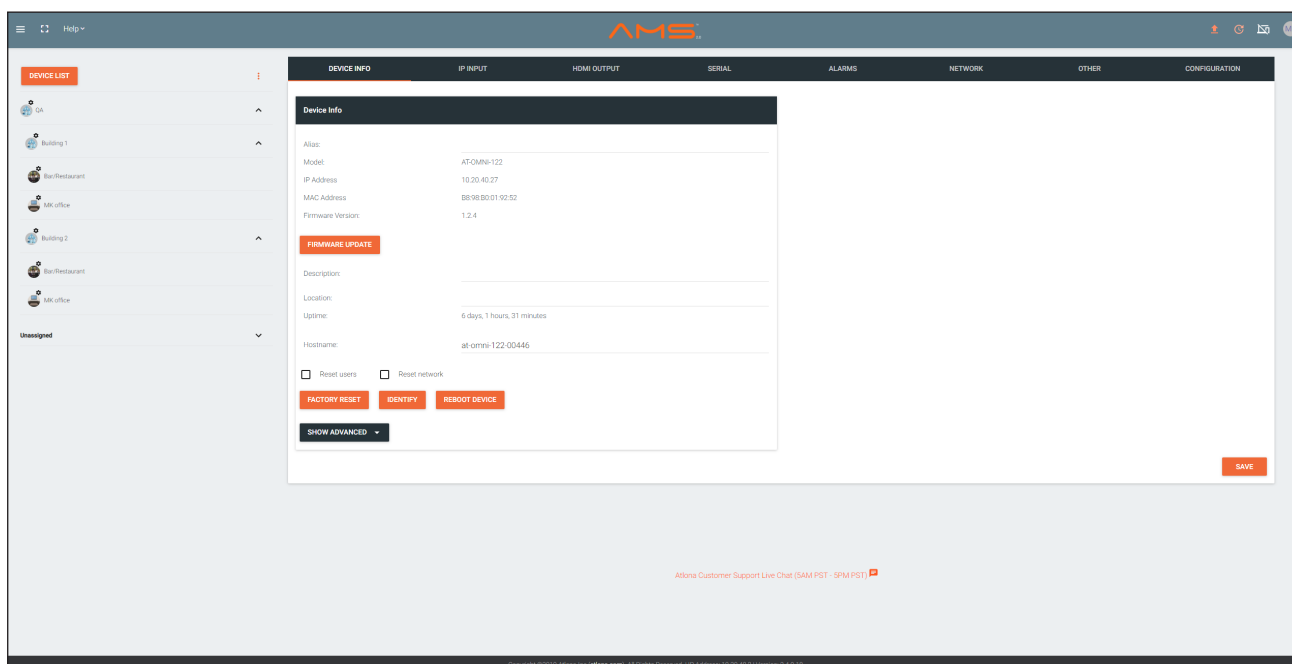 Help
AMS
DEVICE LIST
QA
Building 1
Bar/Restaurant
MK office
Building 2
Bar/Restaurant
MK office
Unassigned
DEVICE INFO IP INPUT HDMI OUTPUT SERIAL ALARMS NETWORK OTHER CONFIGURATION
Device Info
Alias:
Model: AT-OMNI-122
IP Address 10.20.40.27
MAC Address B8:98:B0:01:92:52
Firmware Version: 1.2.4
FIRMWARE UPDATE
Description:
Location:
Uptime: 6 days, 1 hours, 31 minutes
Hostname: at-omni-122-00446
Reset users Reset network
FACTORY RESET IDENTIFY REBOOT DEVICE
SHOW ADVANCED
SAVE
Atlona Customer Support Live Chat (5AM PST - 5PM PST)